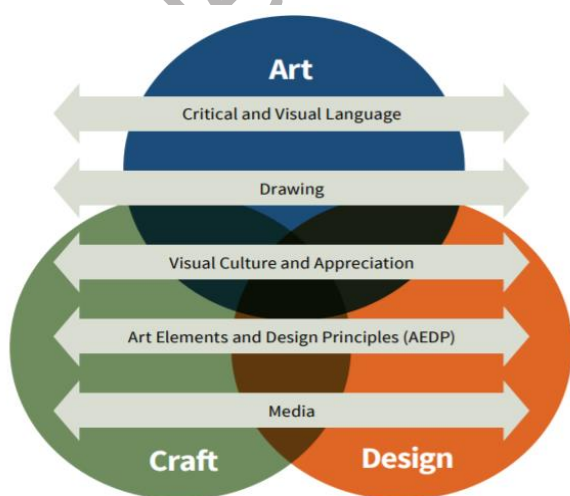 Art
Critical and Visual Language
Drawing
Visual Culture and Appreciation
Art Elements and Design Principles (AEDP)
Media
Craft
Design